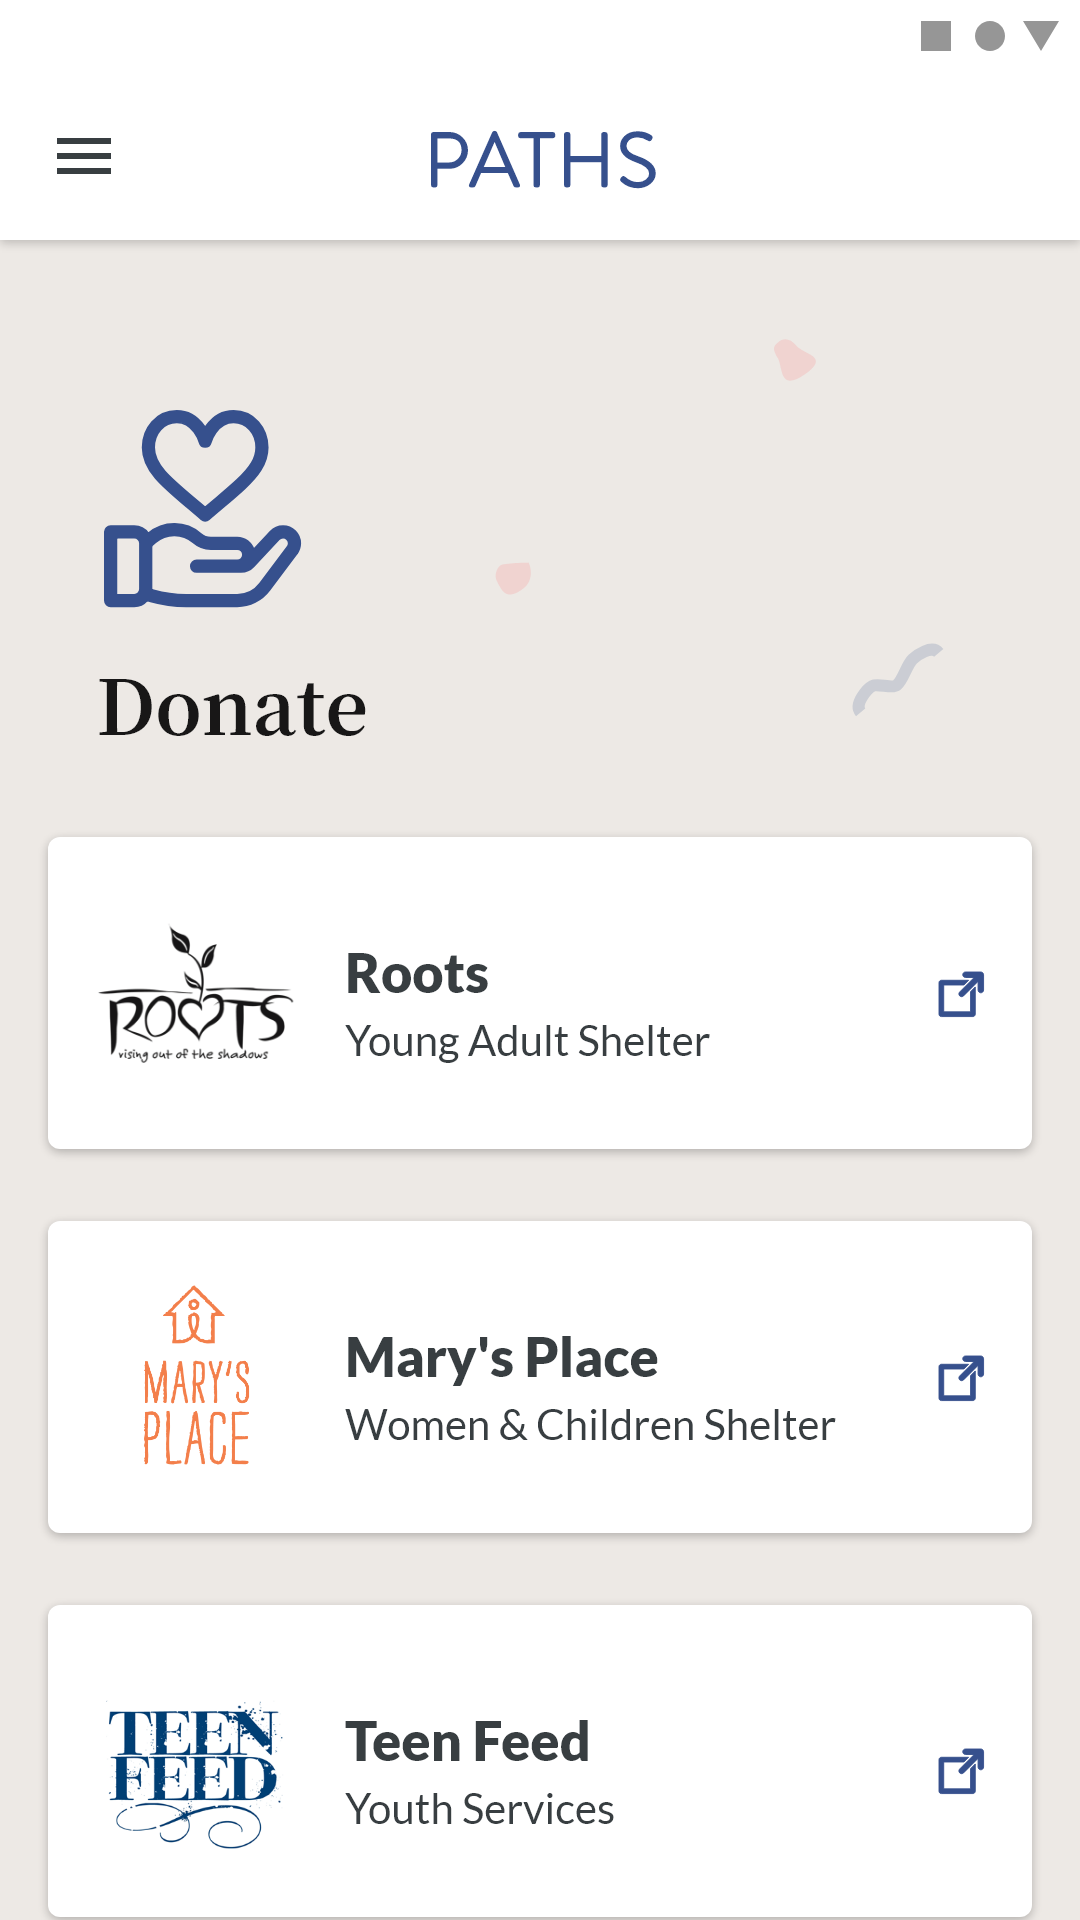 PATHS
Donate
ROOTS
rising out of the shadows
Roots
Young Adult Shelter
MARY'S
PLACE
Mary's Place
Women & Children Shelter
TEEN
FEED
Teen Feed
Youth Services